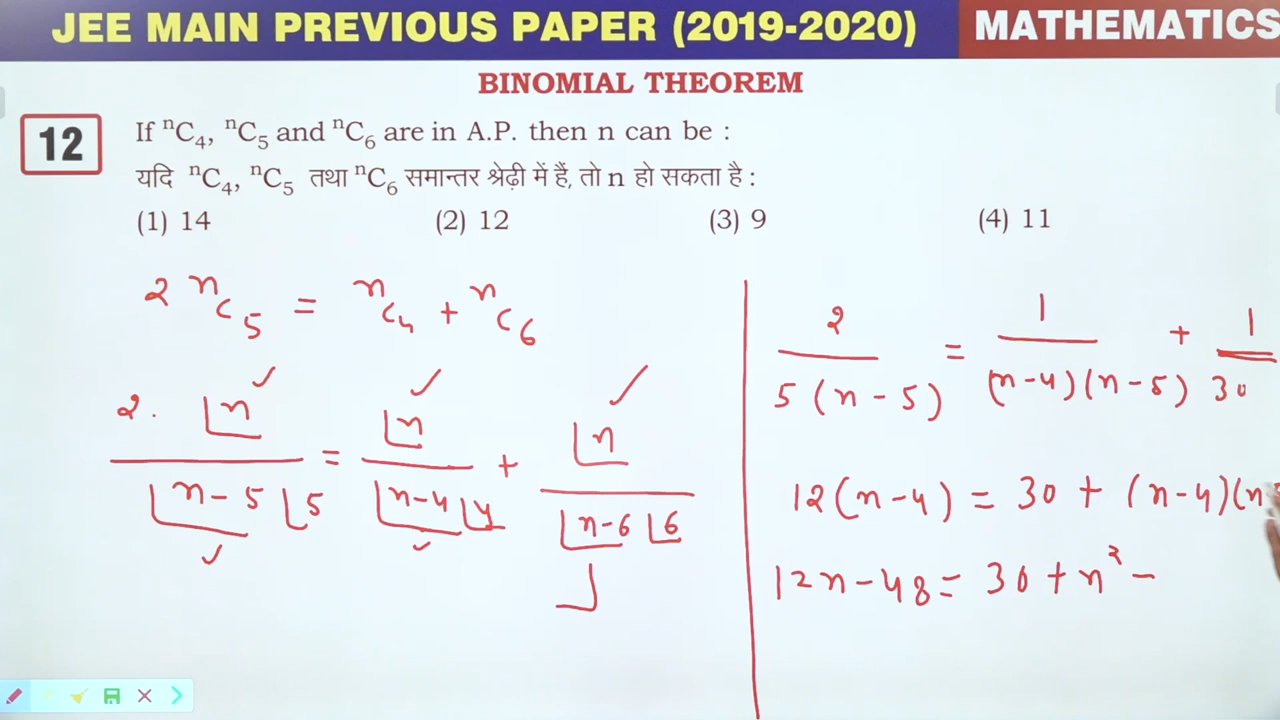 JEE MAIN PREVIOUS PAPER (2019-2020) MATHEMATICS
BINOMIAL THEOREM
12 If ⁿC₄, ⁿC₅ and ⁿC₆ are in A.P. then n can be :
यदि ⁿC₄, ⁿC₅ तथा ⁿC₆ समान्तर श्रेढ़ी में हैं, तो n हो सकता है :
(1) 14 (2) 12 (3) 9 (4) 11
2 ⁿC₅ = ⁿC₄ + ⁿC₆
2. |n / |n-5 |5 = |n / |n-4 |4 + |n / |n-6 |6
2 / 5(n-5) = 1 / (n-4)(n-5) + 1 / 30
12(n-4) = 30 + (n-4)(n
12n-48 = 30 + n² -